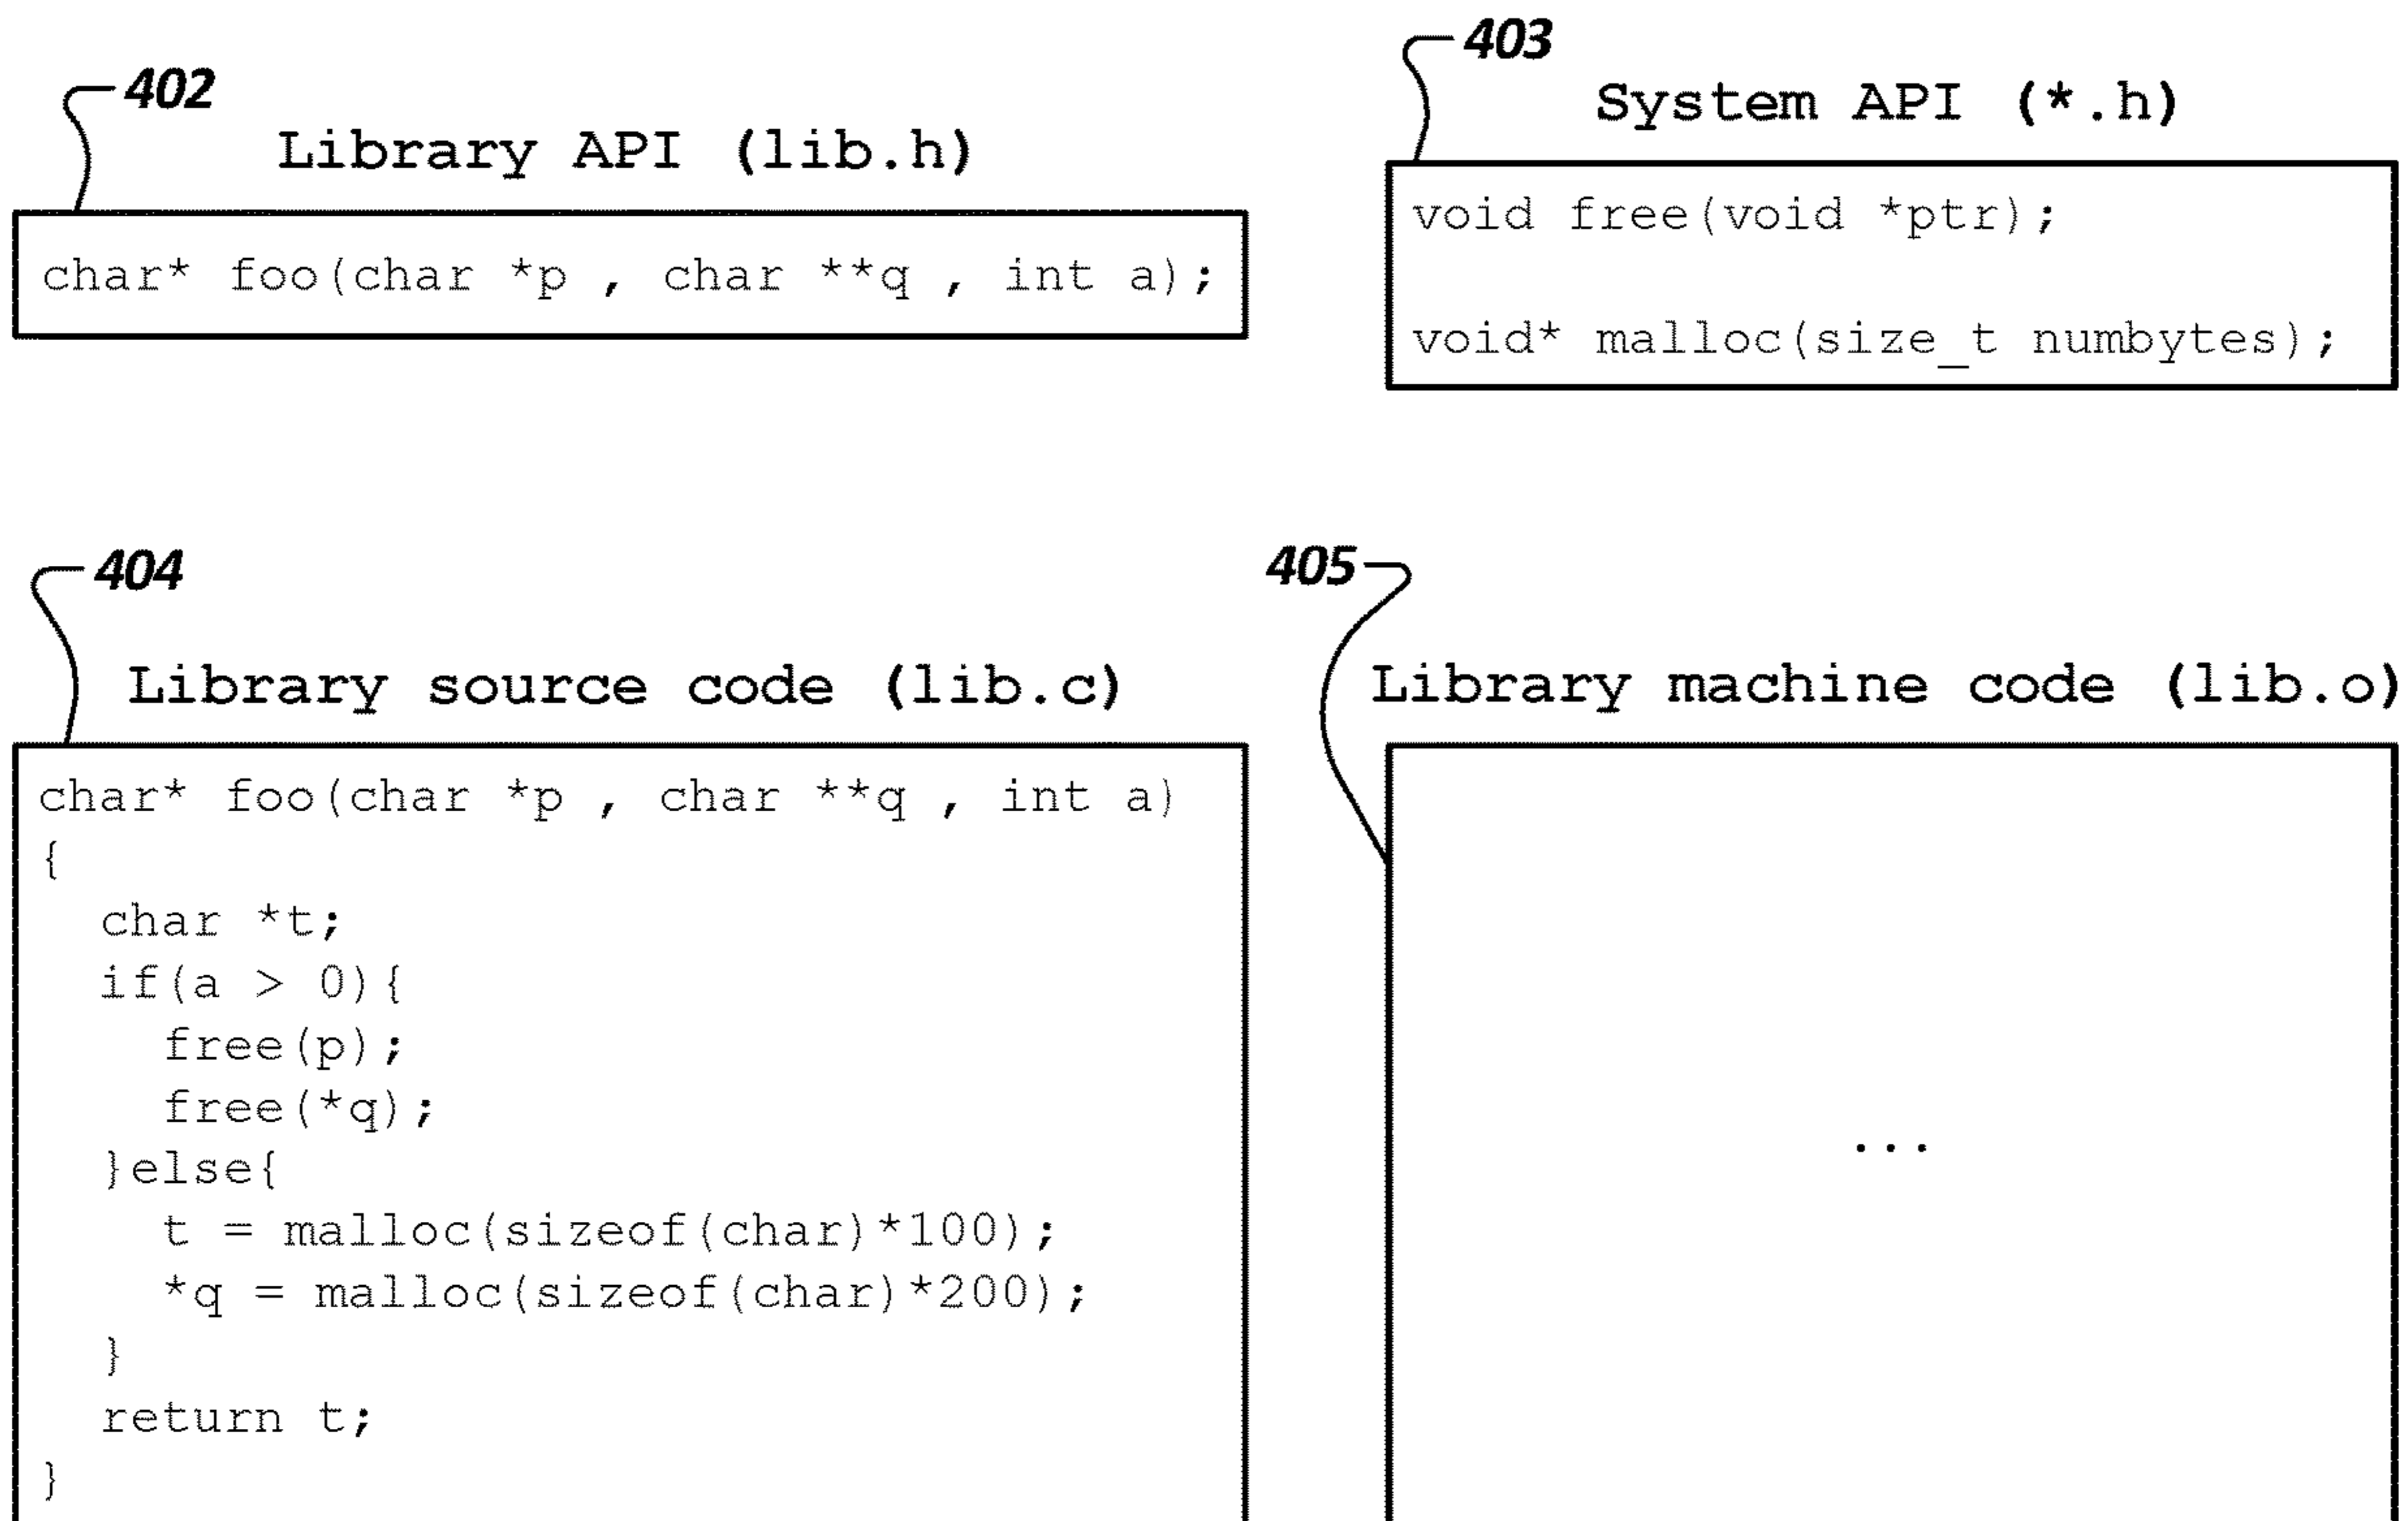 402
Library API (lib.h)
char* foo(char *p , char **q , int a);
403
System API (*.h)
void free(void *ptr);
void* malloc(size_t numbytes);
404
Library source code (lib.c)
char* foo(char *p , char **q , int a)
{
char *t;
if(a > 0){
free(p);
free(*q);
}else{
t = malloc(sizeof(char)*100);
*q = malloc(sizeof(char)*200);
}
return t;
}
405
Library machine code (lib.o)
...